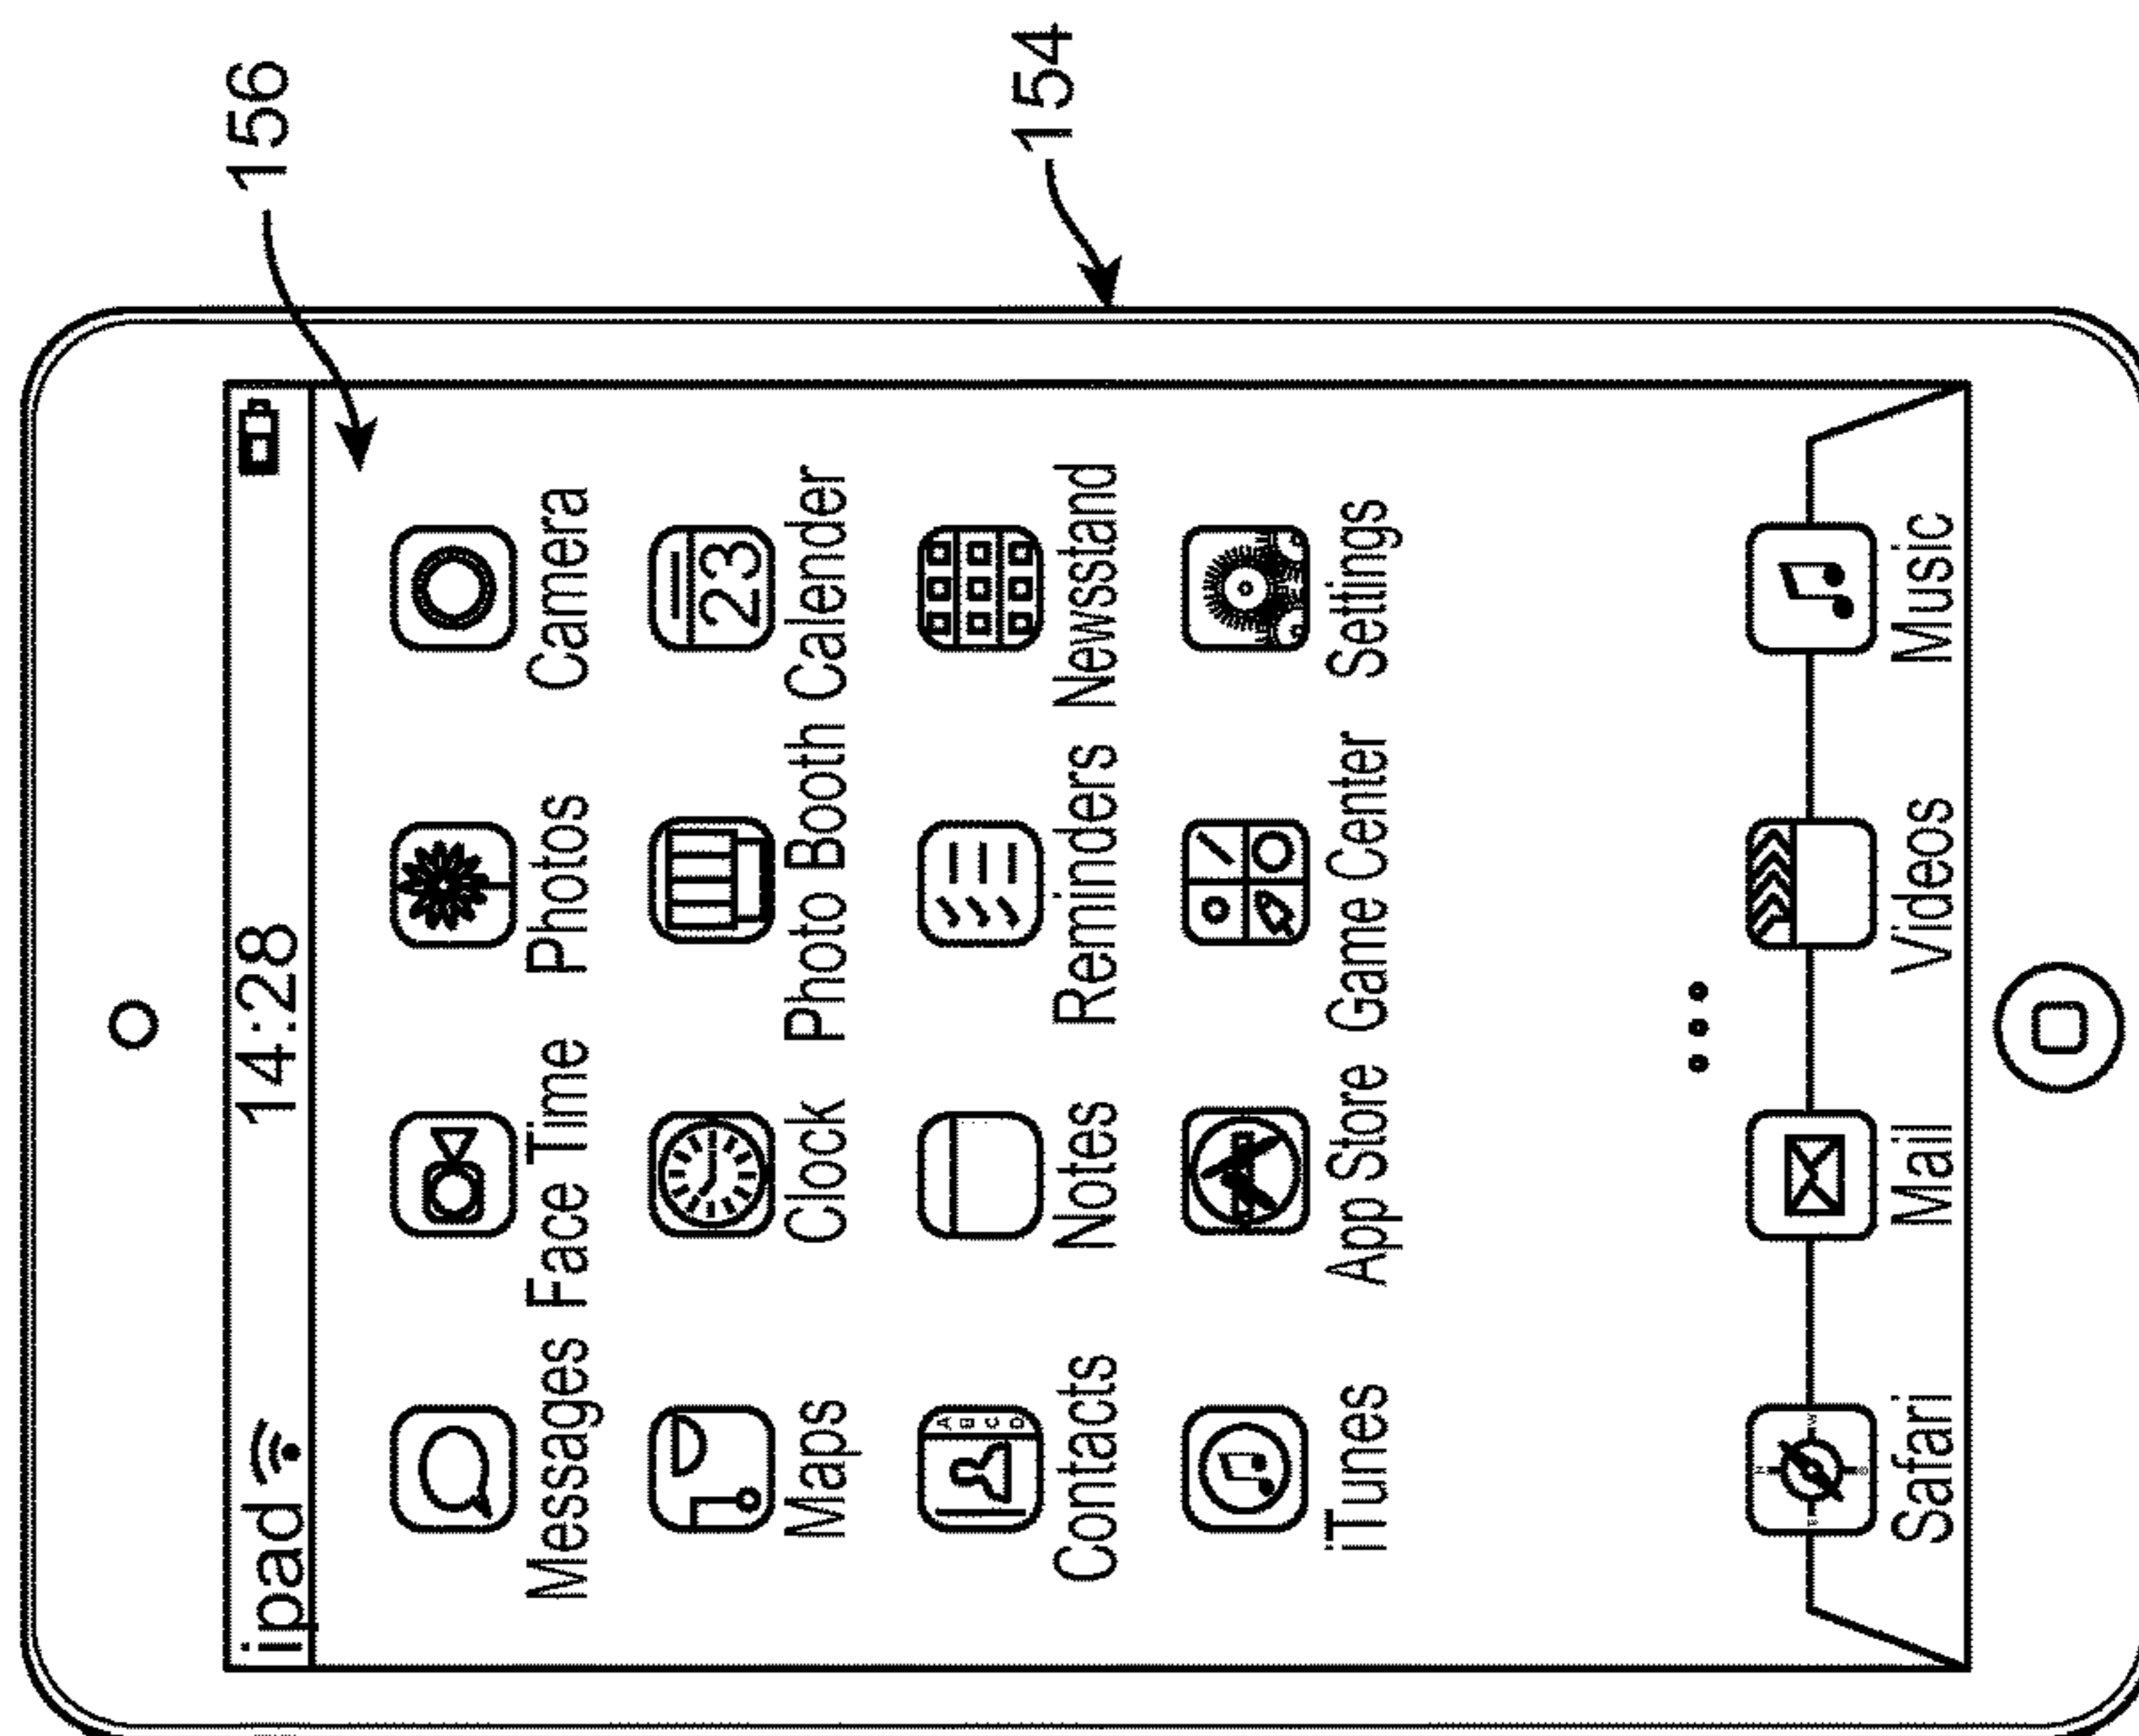 156
154
ipad 14:28
Messages Face Time Photos Camera
23
Maps Clock Photo Booth Calender
A
B
C
D
Contacts Notes Reminders Newsstand
iTunes App Store Game Center Settings
Safari Mail Videos Music